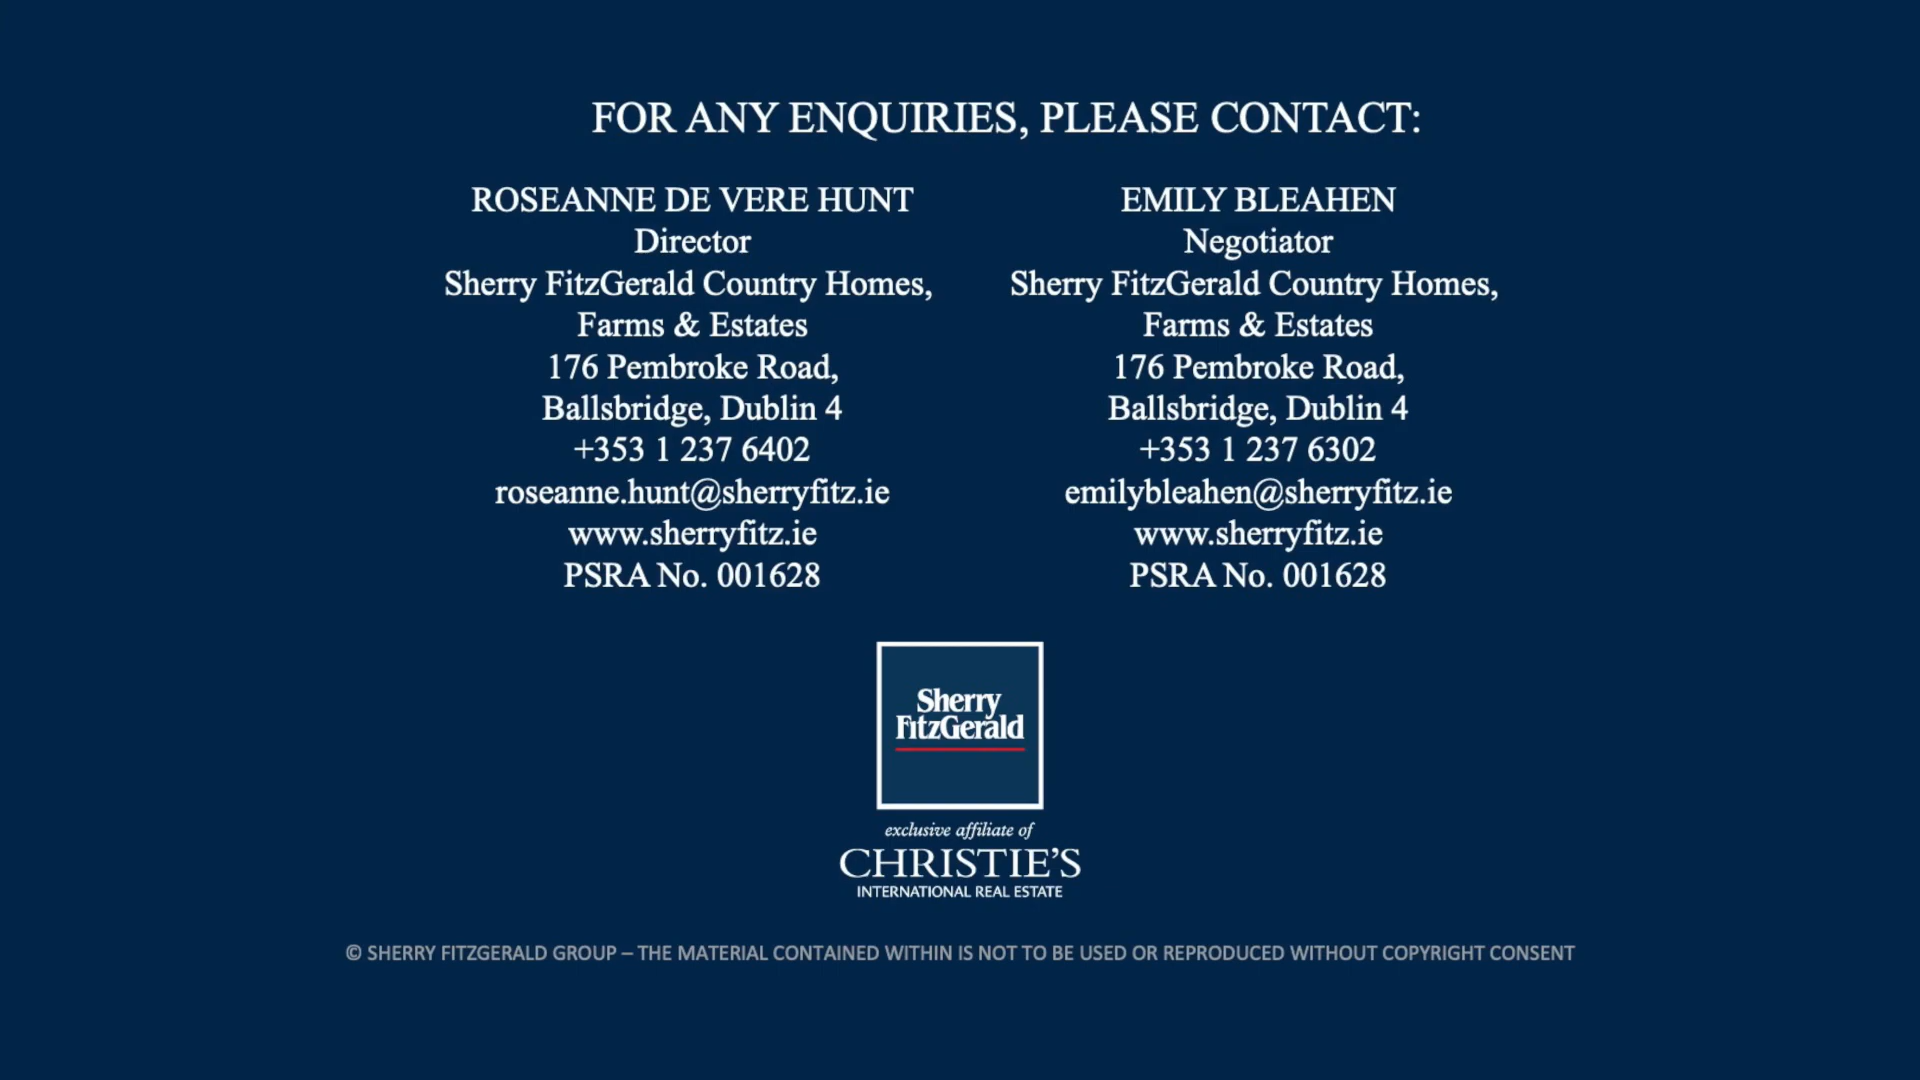 FOR ANY ENQUIRIES, PLEASE CONTACT:
ROSEANNE DE VERE HUNT
Director
Sherry FitzGerald Country Homes,
Farms & Estates
176 Pembroke Road,
Ballsbridge, Dublin 4
+353 1 237 6402
roseanne.hunt@sherryfitz.ie
www.sherryfitz.ie
PSRA No. 001628
EMILY BLEAHEN
Negotiator
Sherry FitzGerald Country Homes,
Farms & Estates
176 Pembroke Road,
Ballsbridge, Dublin 4
+353 1 237 6302
emilybleahen@sherryfitz.ie
www.sherryfitz.ie
PSRA No. 001628
Sherry
FitzGerald
exclusive affiliate of
CHRISTIE'S
INTERNATIONAL REAL ESTATE
© SHERRY FITZGERALD GROUP – THE MATERIAL CONTAINED WITHIN IS NOT TO BE USED OR REPRODUCED WITHOUT COPYRIGHT CONSENT